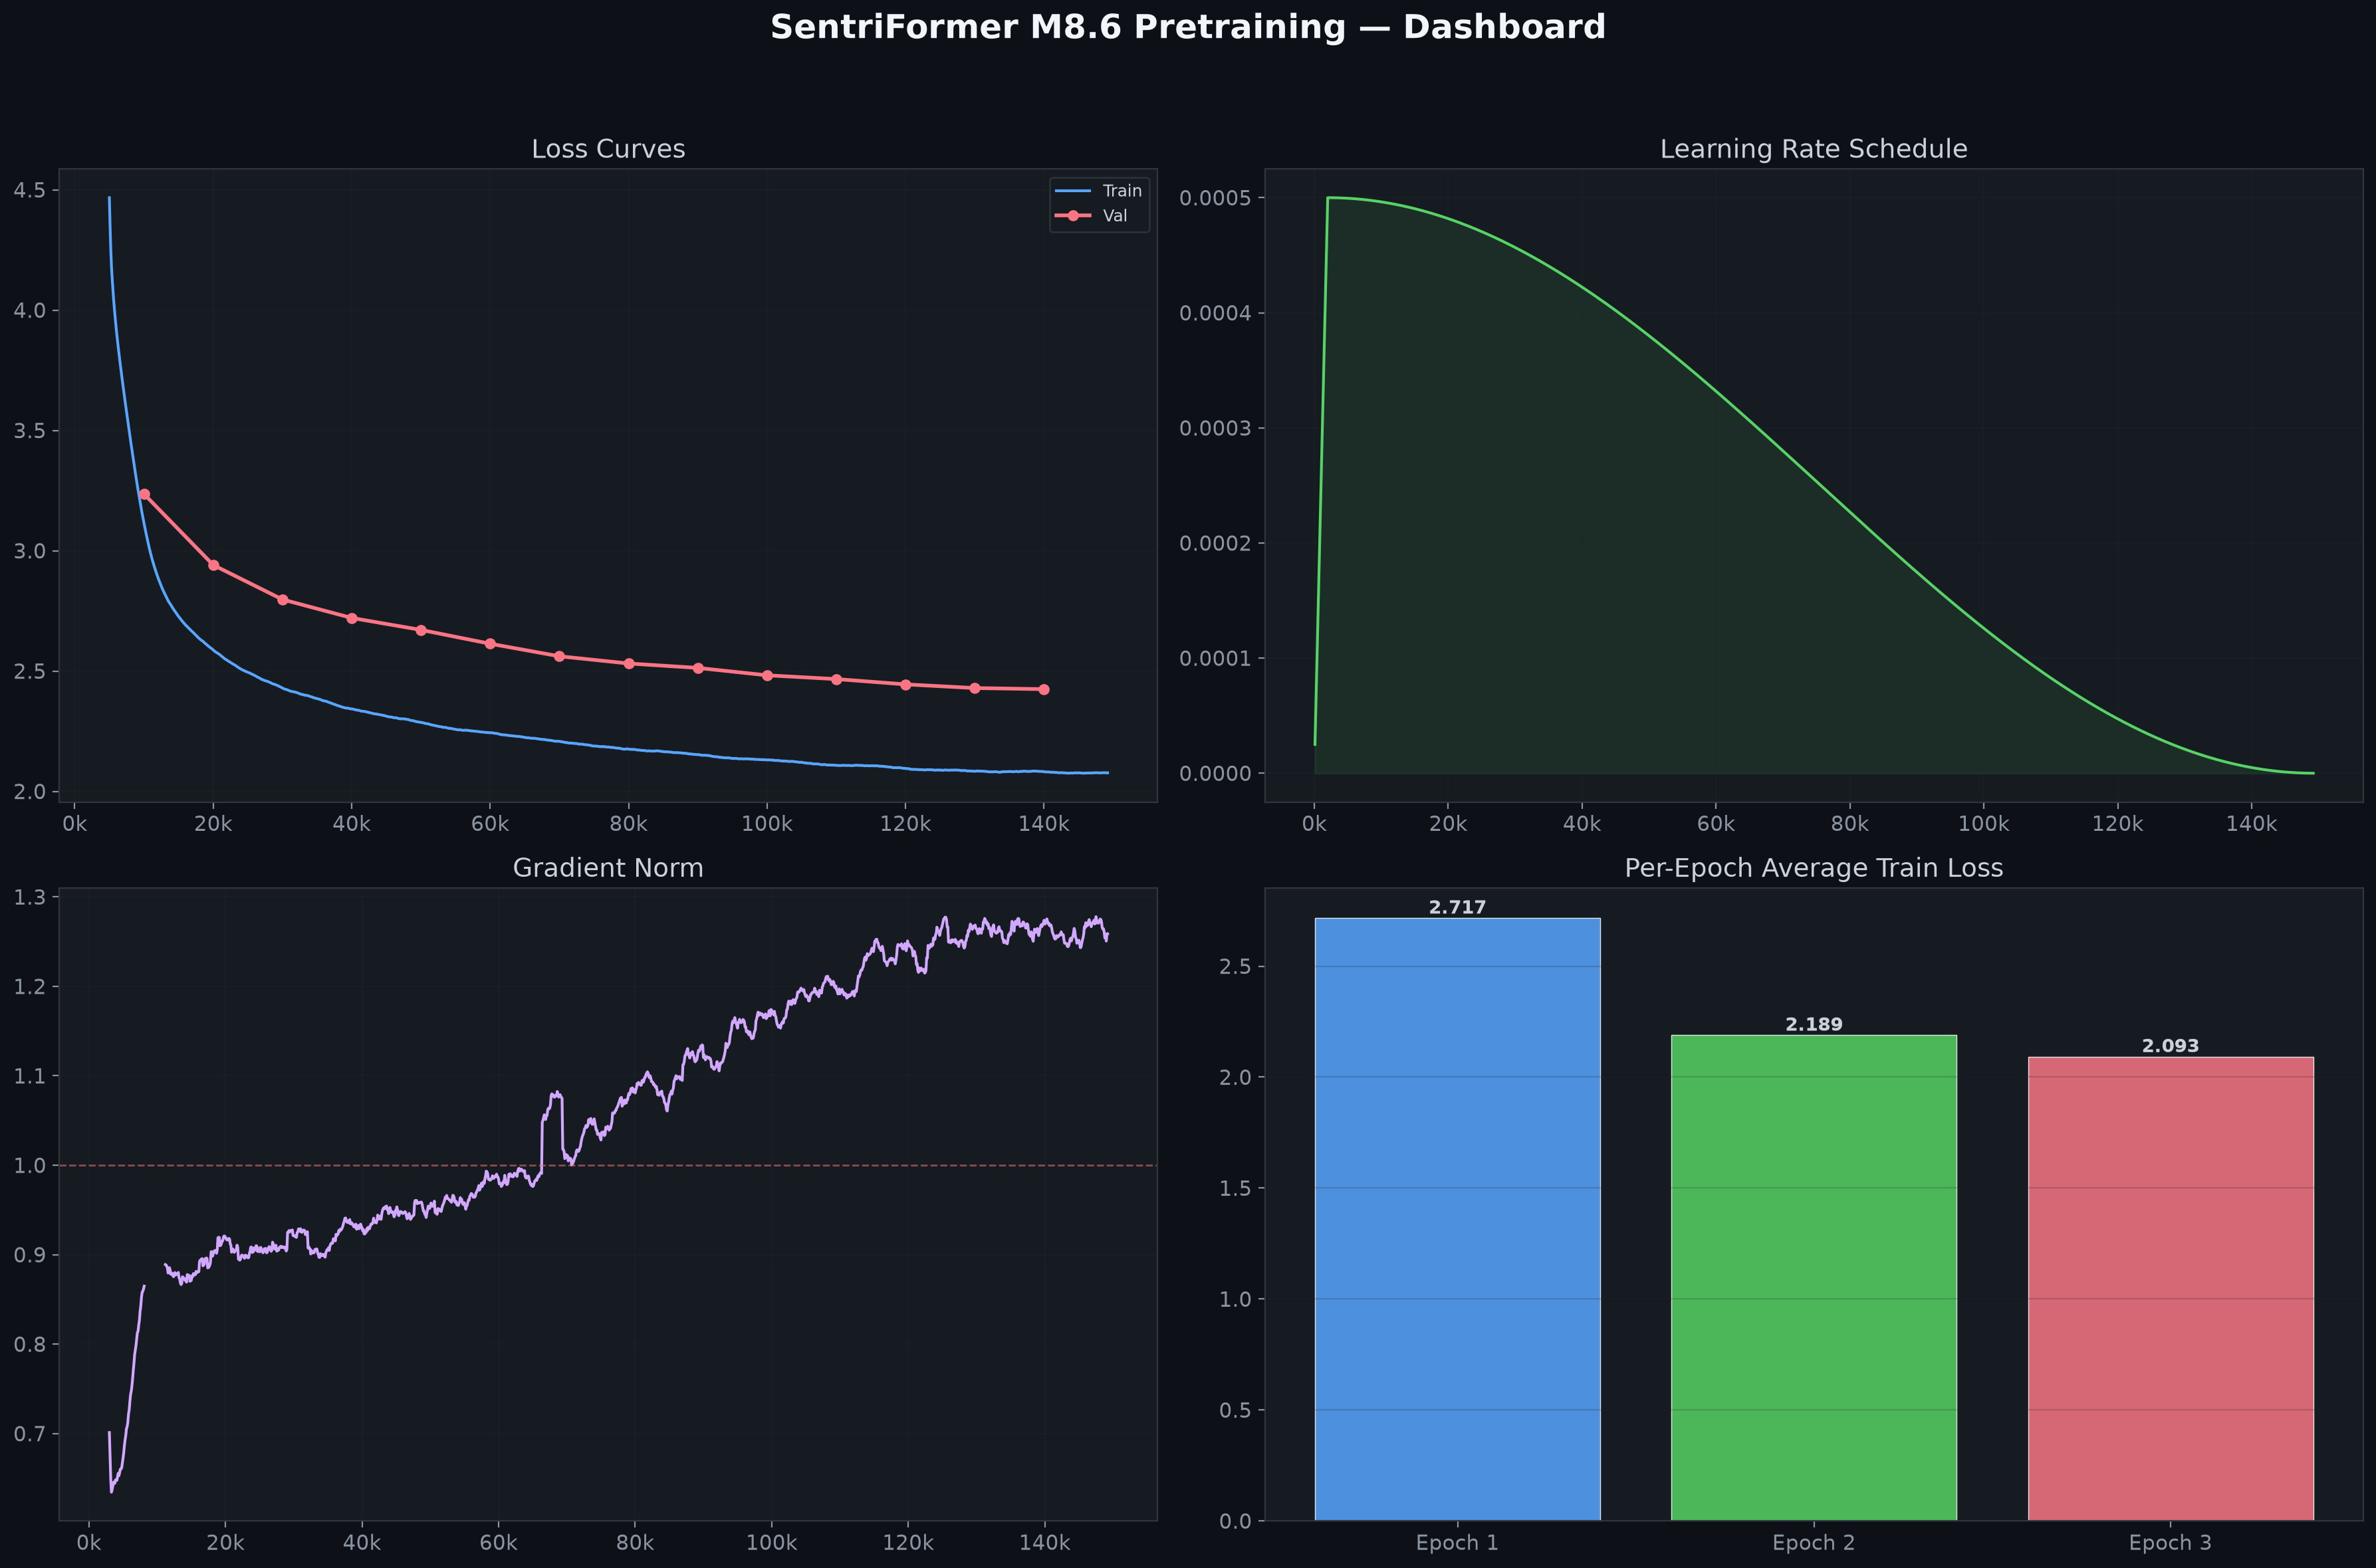 SentriFormer M8.6 Pretraining — Dashboard
Loss Curves
4.5
4.0
3.5
3.0
2.5
2.0
Train
Val
0k 20k 40k 60k 80k 100k 120k 140k
Learning Rate Schedule
0.0005
0.0004
0.0003
0.0002
0.0001
0.0000
0k 20k 40k 60k 80k 100k 120k 140k
Gradient Norm
1.3
1.2
1.1
1.0
0.9
0.8
0.7
0k 20k 40k 60k 80k 100k 120k 140k
Per-Epoch Average Train Loss
2.717
2.189
2.093
2.5
2.0
1.5
1.0
0.5
0.0
Epoch 1 Epoch 2 Epoch 3